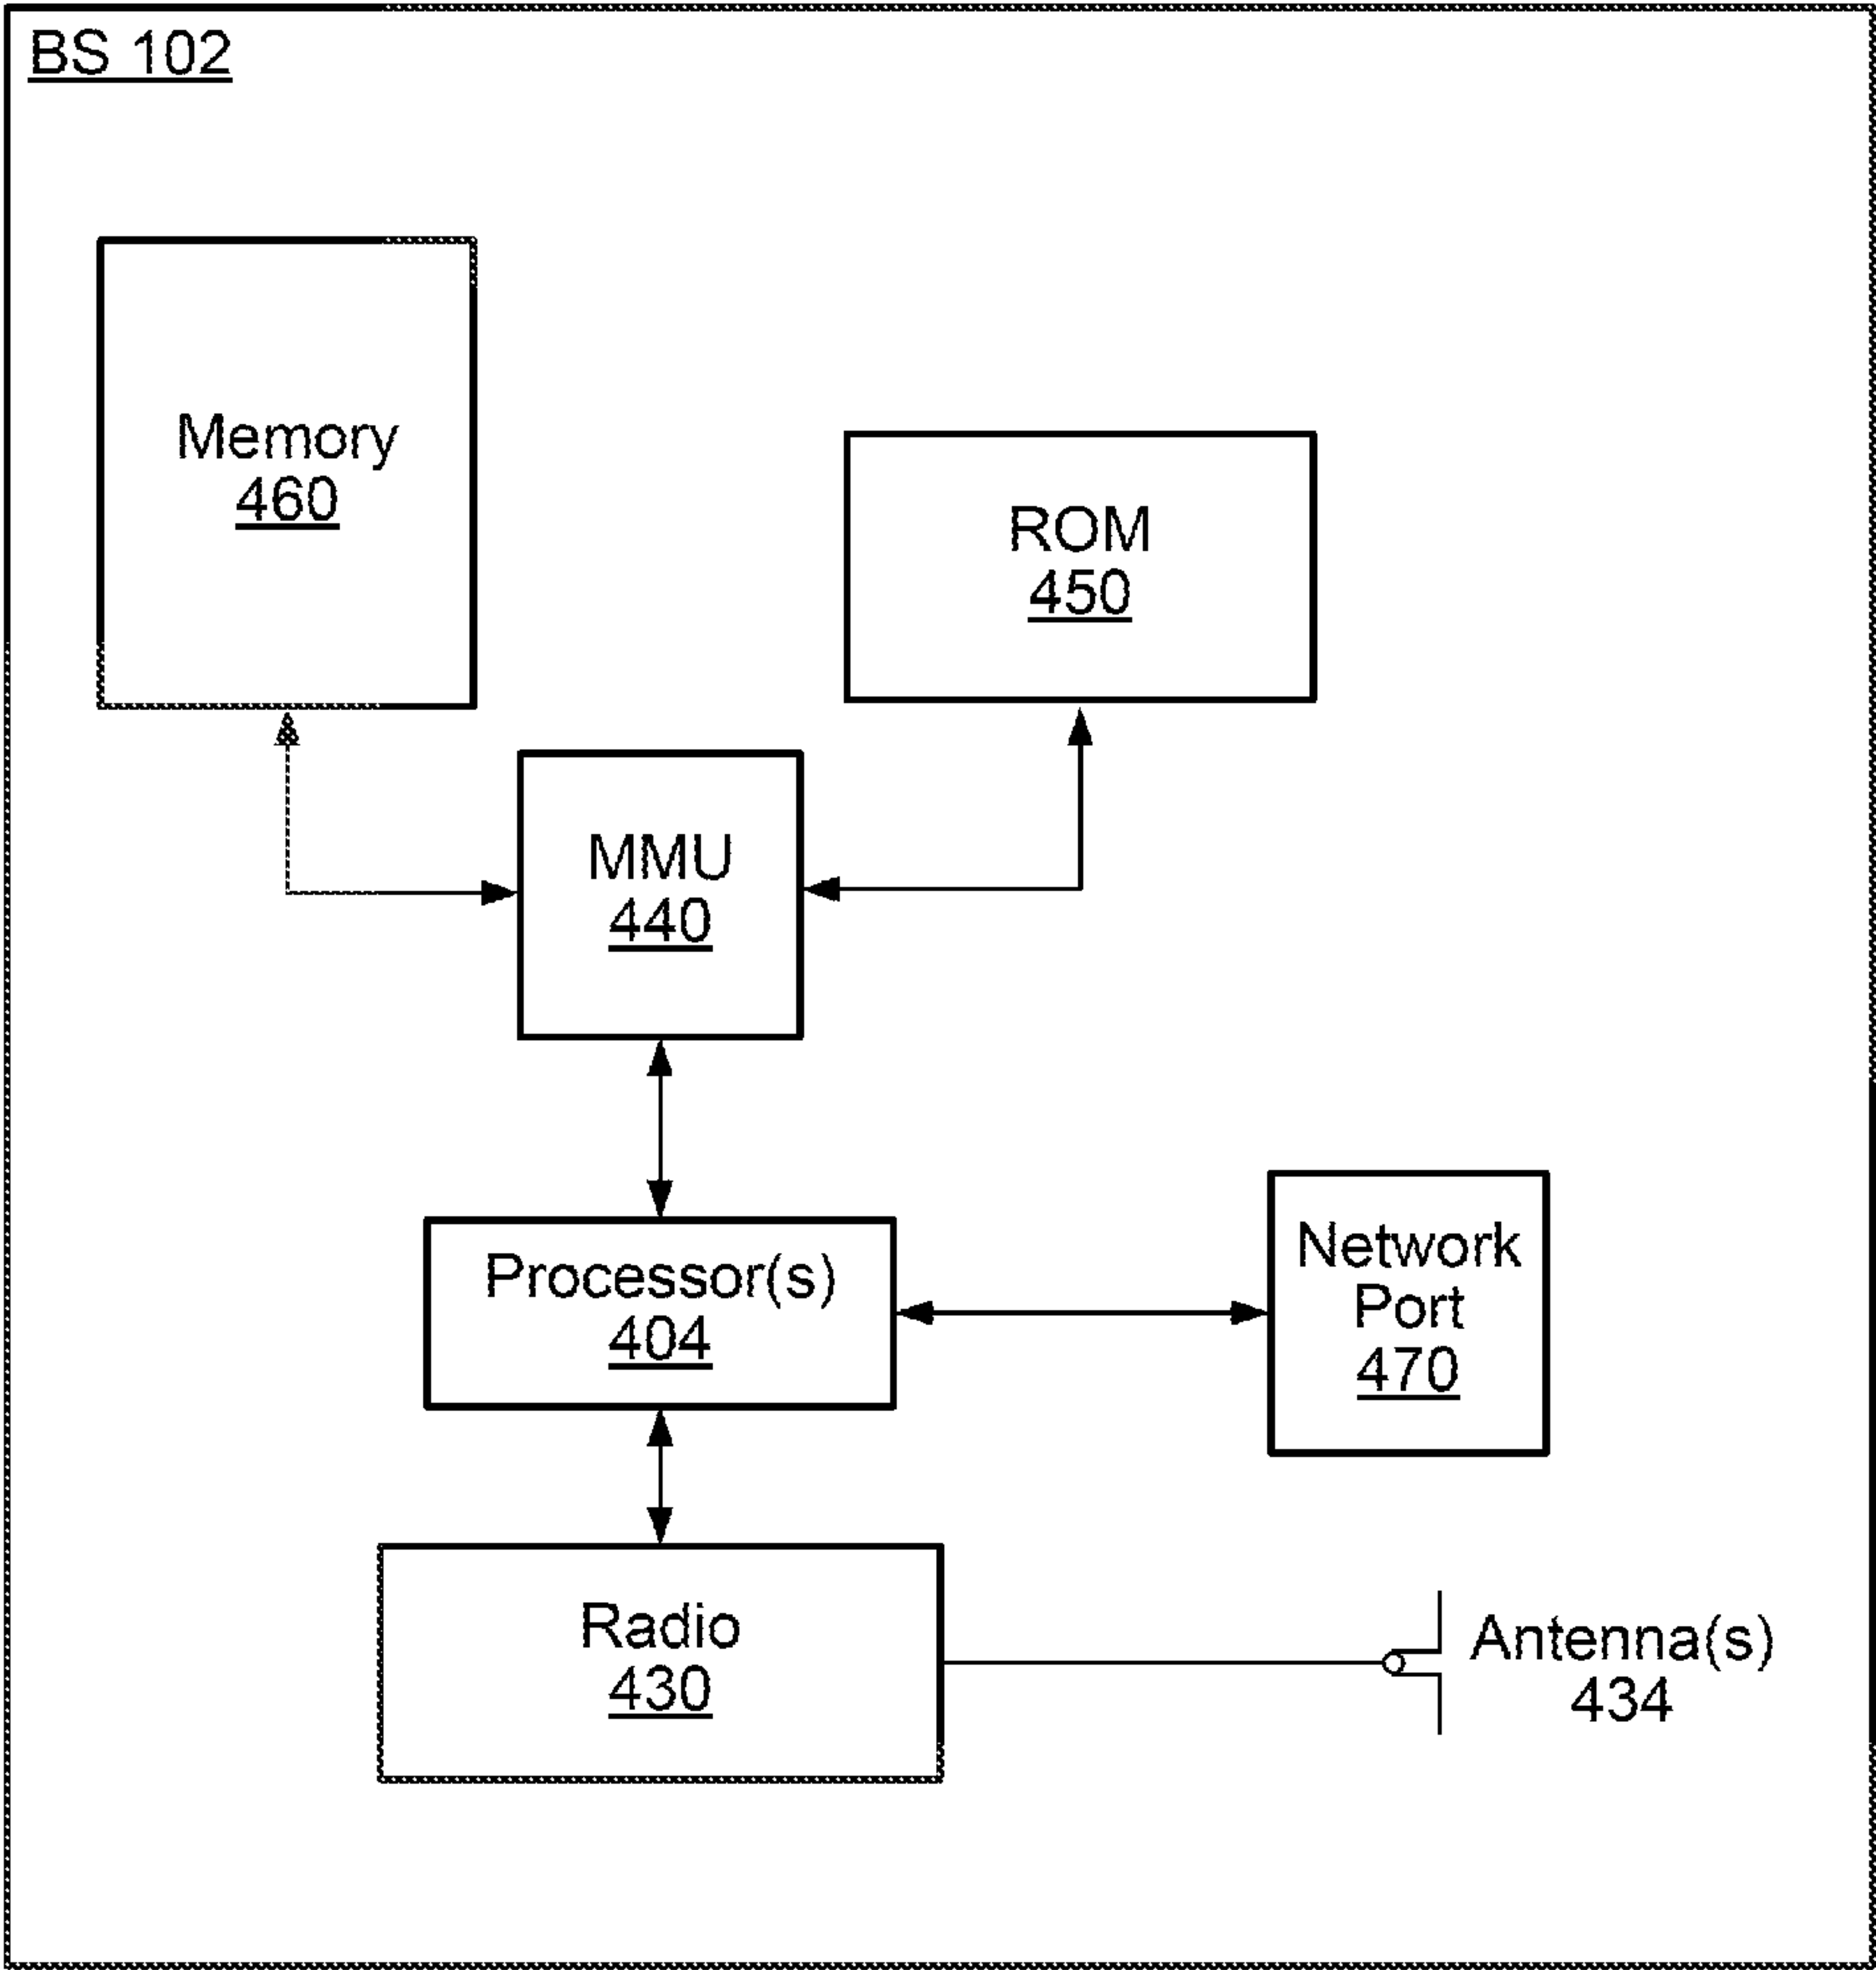 BS 102
Memory
460
ROM
450
MMU
440
Processor(s)
404
Network
Port
470
Radio
430
Antenna(s)
434